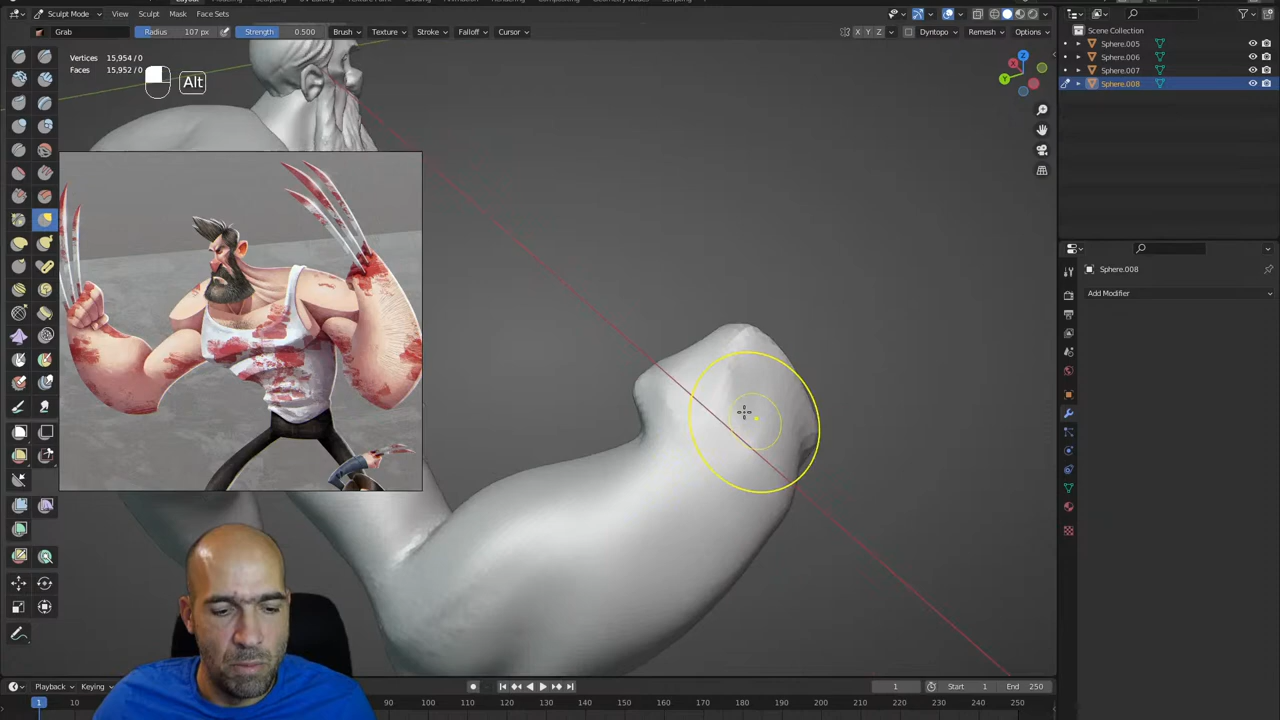 Sculpt Mode View Sculpt Mask Face Sets
Grab Radius 107 px Strength 0.500 Brush Texture Stroke Falloff Cursor X Y Z Dyntopo Remesh Options
Vertices 15,954 / 0
Faces 15,952 / 0
Alt
X
Y
Z
Scene Collection
Sphere.005
Sphere.006
Sphere.007
Sphere.008
Sphere.008
Add Modifier
Playback Keying 1 Start 1 End 250
1 10 80 90 100 110 120 130 140 150 160 170 180 190 200 210 220 230 240 250